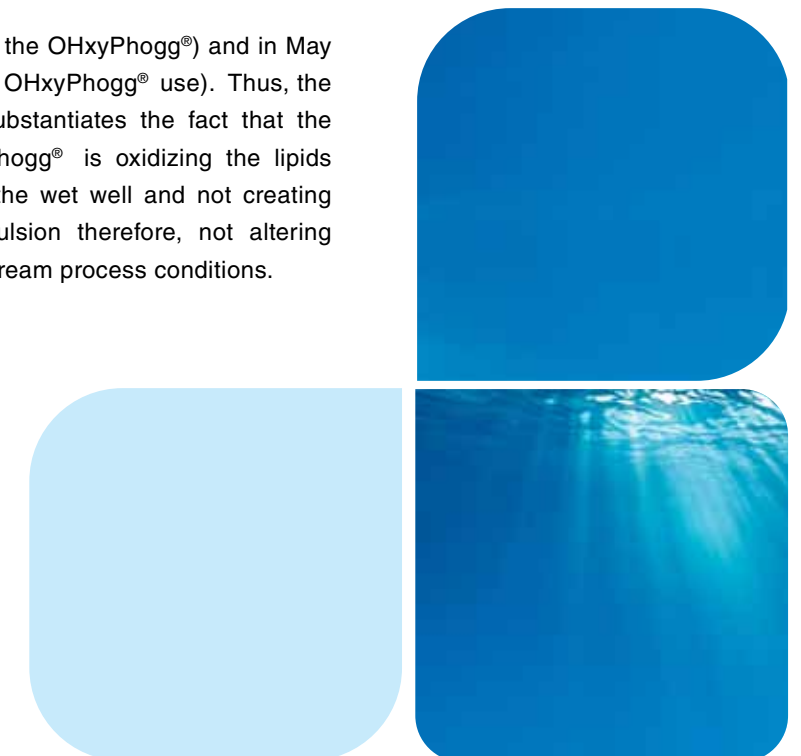 the OHxyPhogg®) and in May
OHxyPhogg® use). Thus, the
ubstantiates the fact that the
hogg® is oxidizing the lipids
the wet well and not creating
ulsion therefore, not altering
ream process conditions.